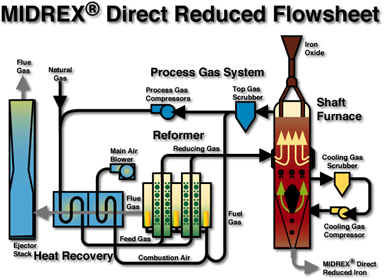 MIDREX® Direct Reduced Flowsheet
Flue
Gas
Natural
Gas
Process Gas System
Iron
Oxide
Process Gas
Compressors
Top Gas
Scrubber
Shaft
Furnace
Main Air
Blower
Reformer
Reducing Gas
Cooling Gas
Scrubber
Flue
Gas
Fuel
Gas
Feed Gas
Cooling Gas
Compressor
Ejector
Stack
Heat Recovery
Combustion Air
MIDREX® Direct
Reduced Iron